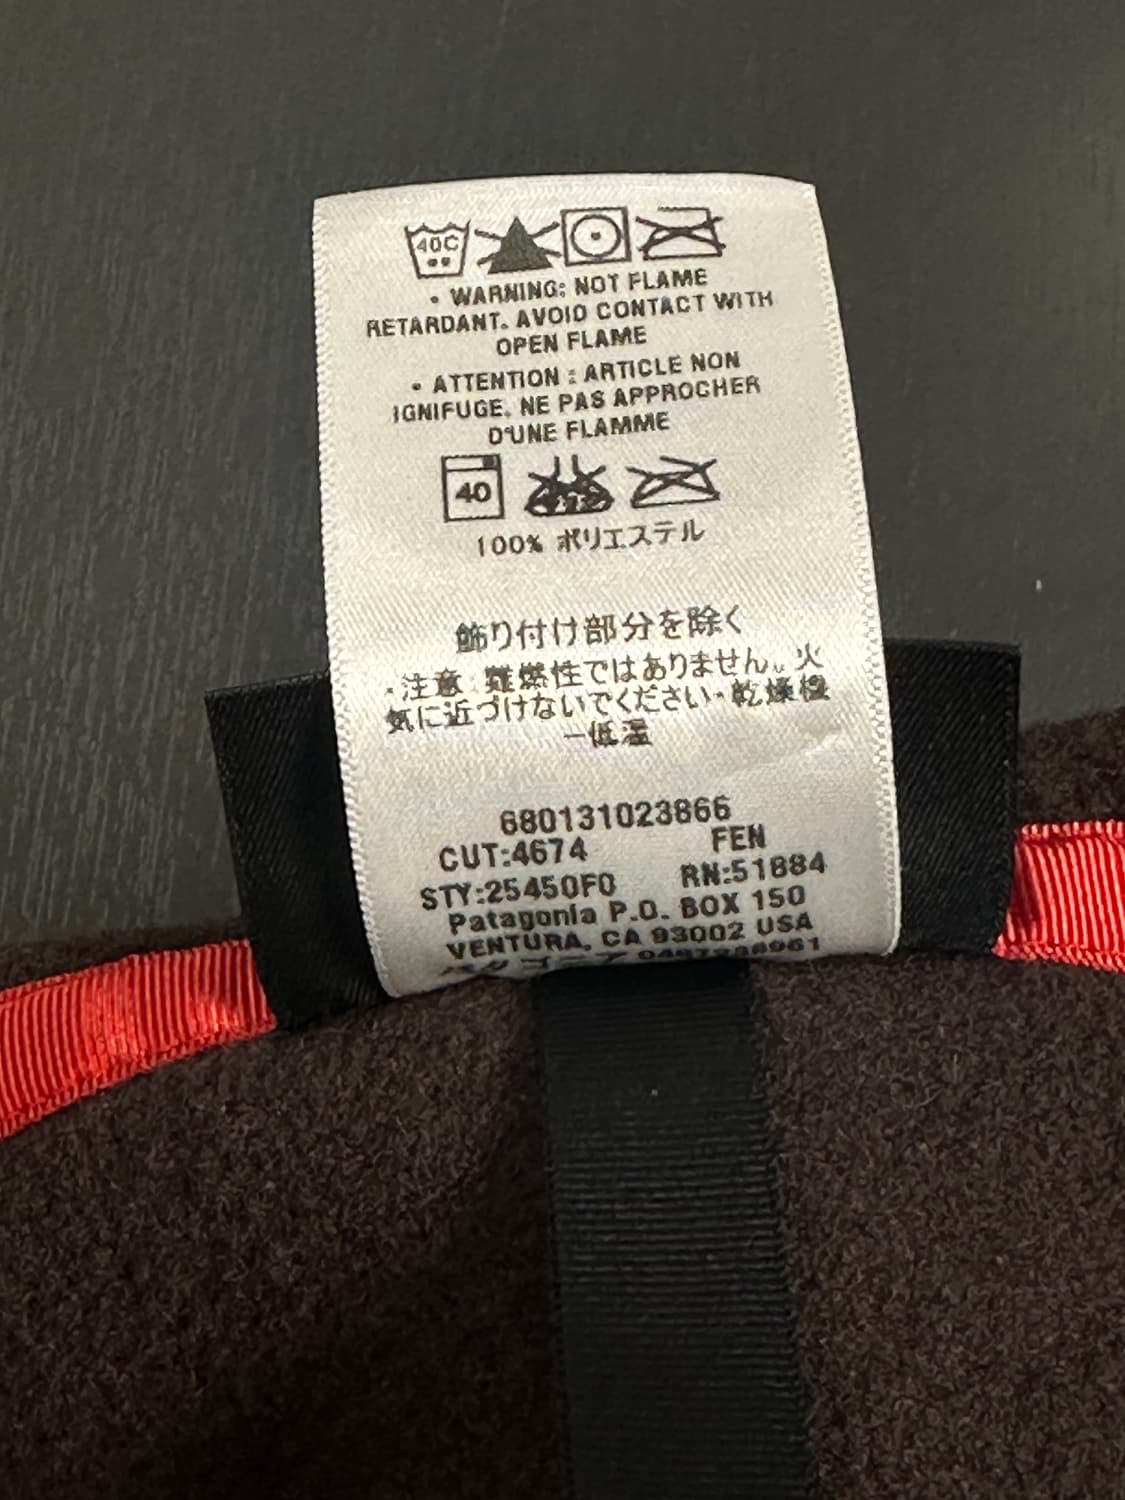 40C
• WARNING: NOT FLAME
RETARDANT. AVOID CONTACT WITH
OPEN FLAME
• ATTENTION : ARTICLE NON
IGNIFUGE. NE PAS APPROCHER
D'UNE FLAMME
40
100% ポリエステル
飾り付け部分を除く
・注意 難燃性ではありません。火
気に近づけないでください・乾燥機
ー低温
680131023866
CUT:4674 FEN
STY:25450F0 RN:51884
Patagonia P.O. BOX 150
VENTURA, CA 93002 USA